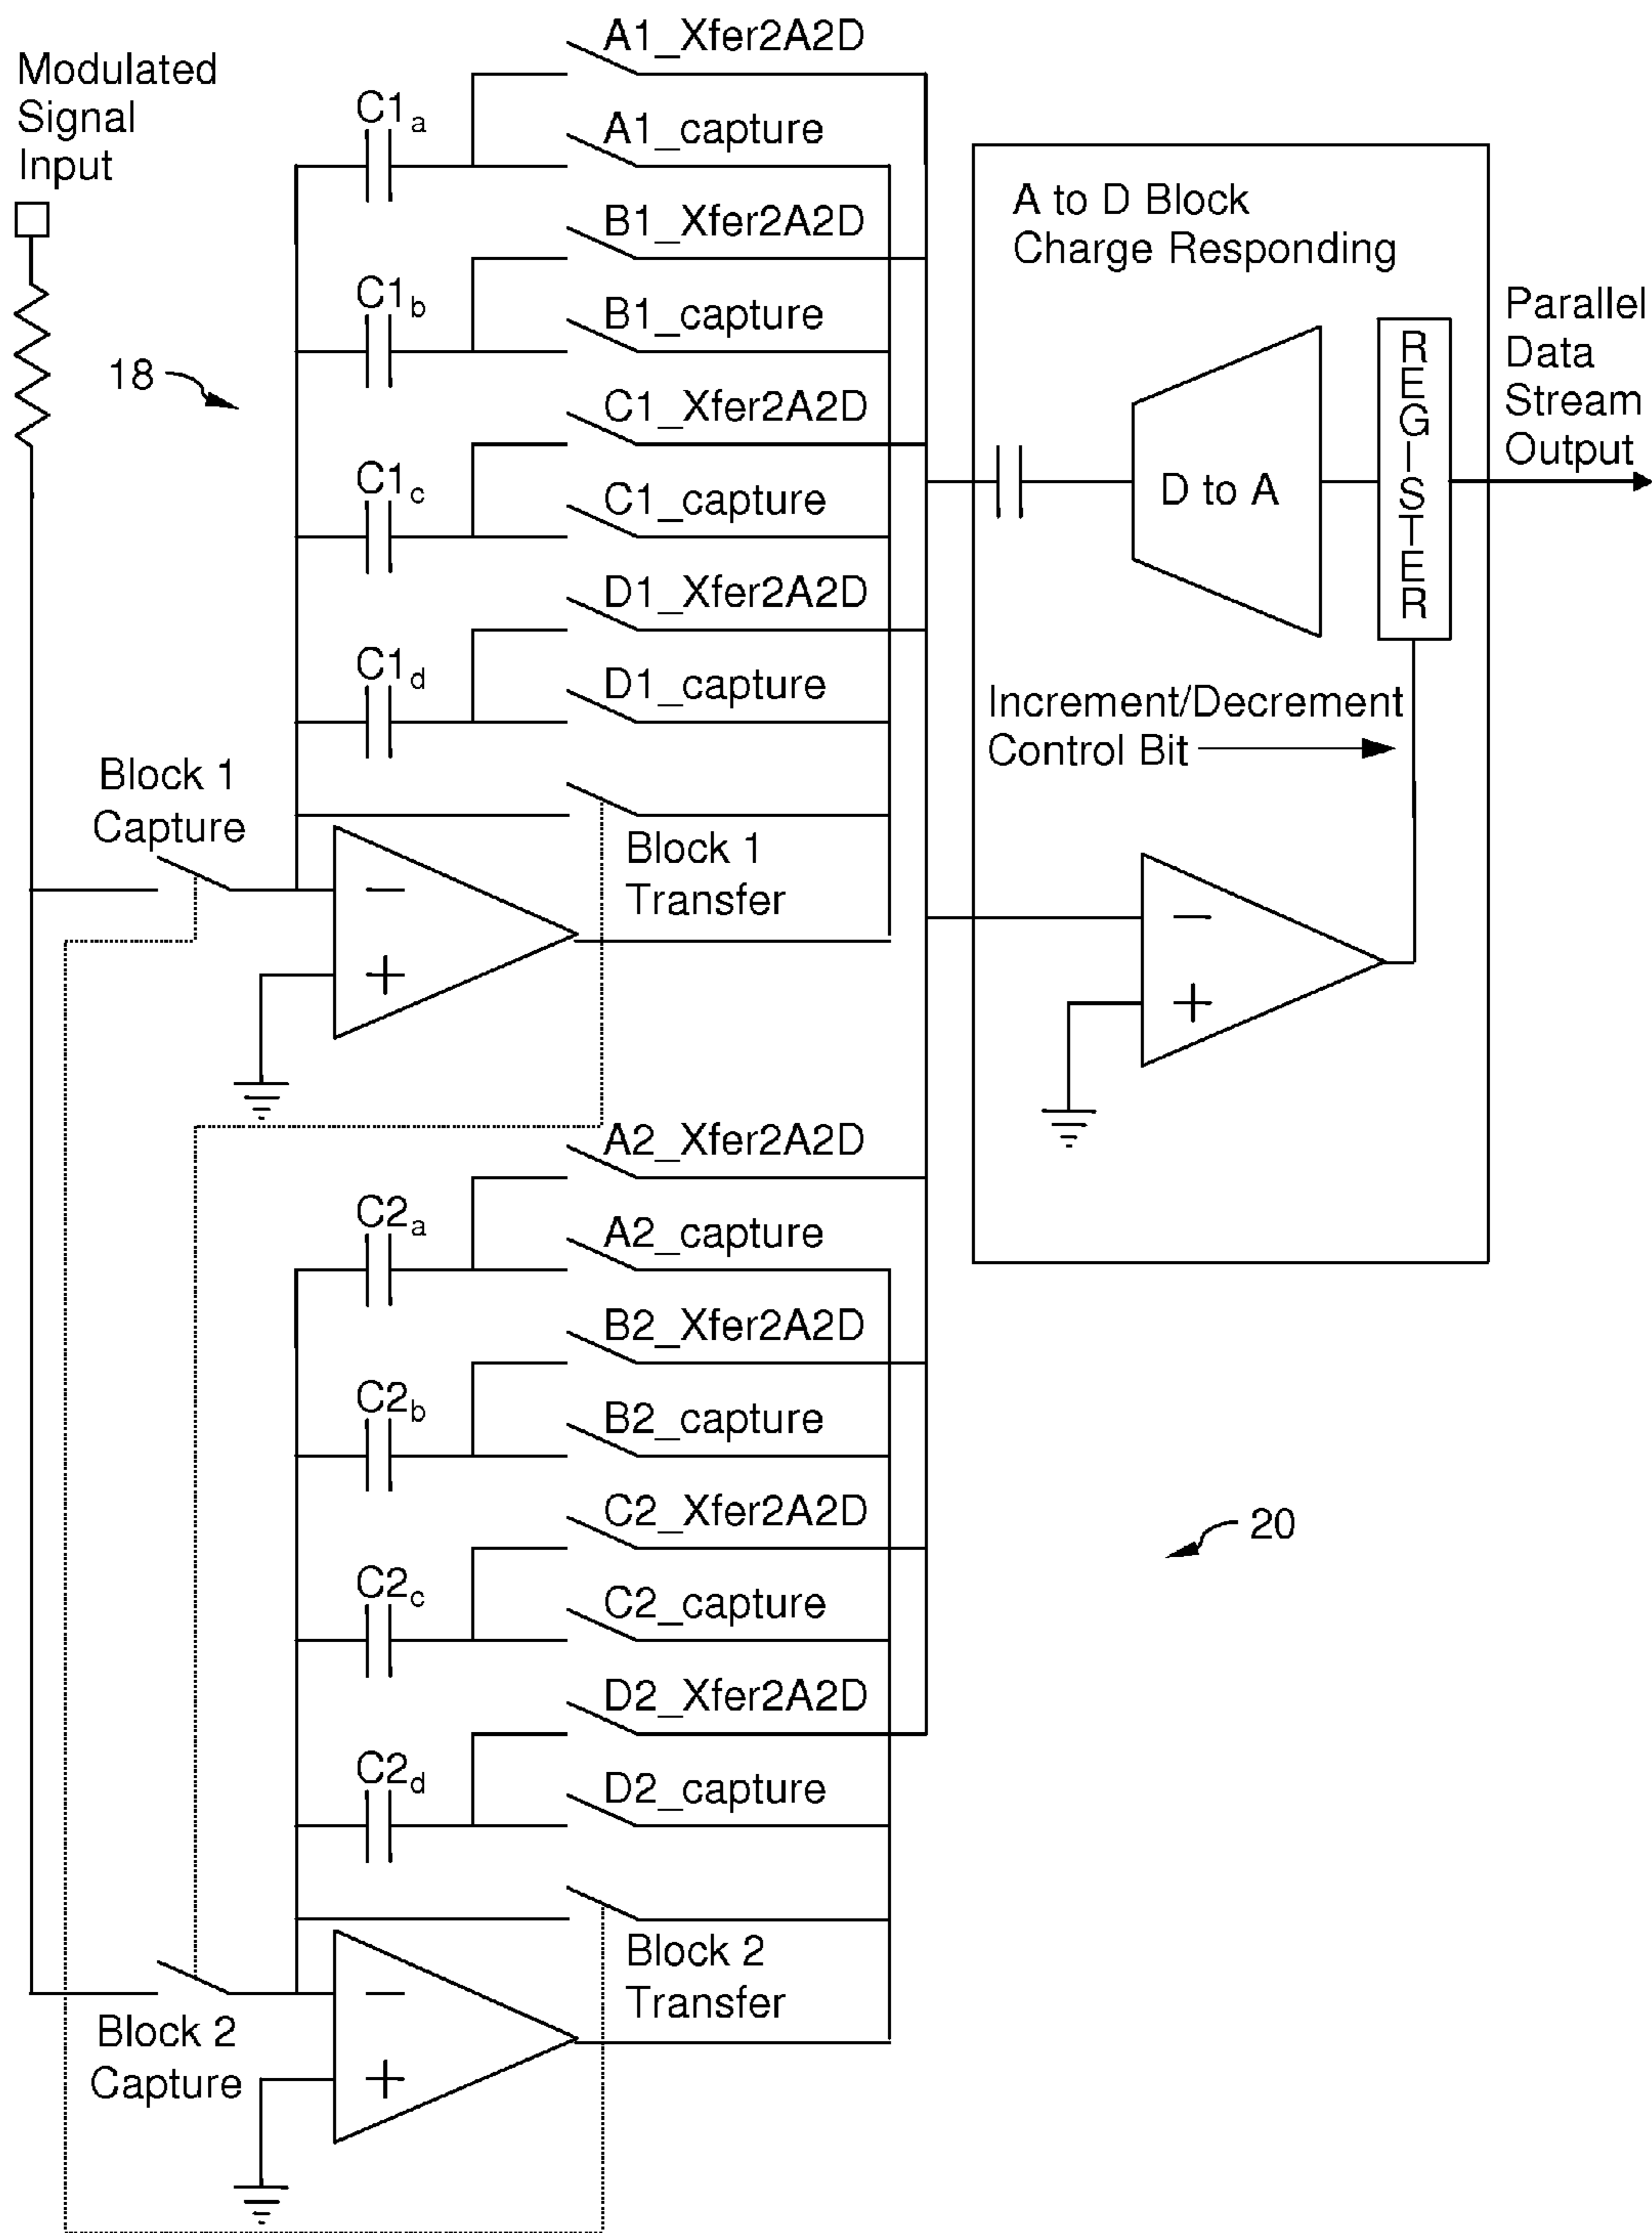 Modulated
Signal
Input
A1_Xfer2A2D
C1a
A1_capture
B1_Xfer2A2D
C1b
B1_capture
18
C1_Xfer2A2D
C1c
C1_capture
D1_Xfer2A2D
C1d
D1_capture
Block 1
Capture
Block 1
Transfer
−
+
A to D Block
Charge Responding
D to A
REGISTER
Parallel
Data
Stream
Output
Increment/Decrement
Control Bit
−
+
A2_Xfer2A2D
C2a
A2_capture
B2_Xfer2A2D
C2b
B2_capture
C2_Xfer2A2D
C2c
C2_capture
D2_Xfer2A2D
C2d
D2_capture
20
Block 2
Transfer
−
+
Block 2
Capture